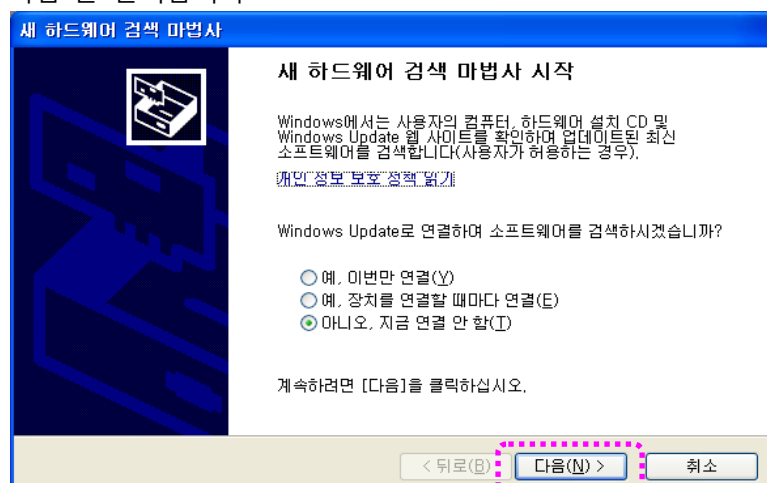 새 하드웨어 검색 마법사
새 하드웨어 검색 마법사 시작
Windows에서는 사용자의 컴퓨터, 하드웨어 설치 CD 및
Windows Update 웹 사이트를 확인하여 업데이트된 최신
소프트웨어를 검색합니다(사용자가 허용하는 경우).
개인 정보 보호 정책 읽기
Windows Update로 연결하여 소프트웨어를 검색하시겠습니까?
예, 이번만 연결(Y)
예, 장치를 연결할 때마다 연결(E)
아니오, 지금 연결 안 함(T)
계속하려면 [다음]을 클릭하십시오.
< 뒤로(B) 다음(N) > 취소